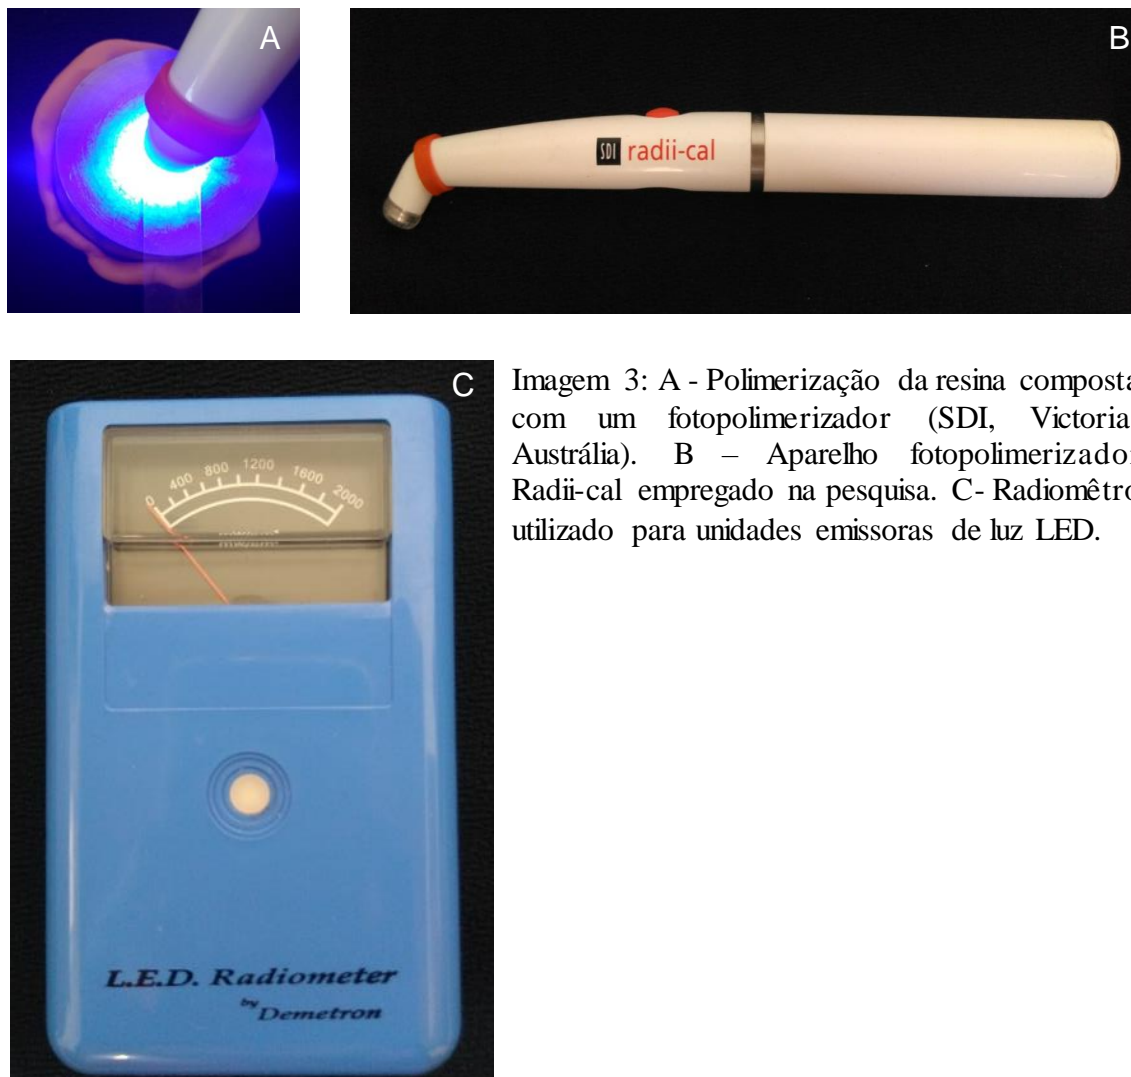 A
B
SDI radii-cal
C
0 400 800 1200 1600 2000
L.E.D. Radiometer
by
Demetron
Imagem 3: A - Polimerização da resina composta
com um fotopolimerizador (SDI, Victoria
Austrália). B – Aparelho fotopolimerizador
Radii-cal empregado na pesquisa. C- Radiomêtro
utilizado para unidades emissoras de luz LED.